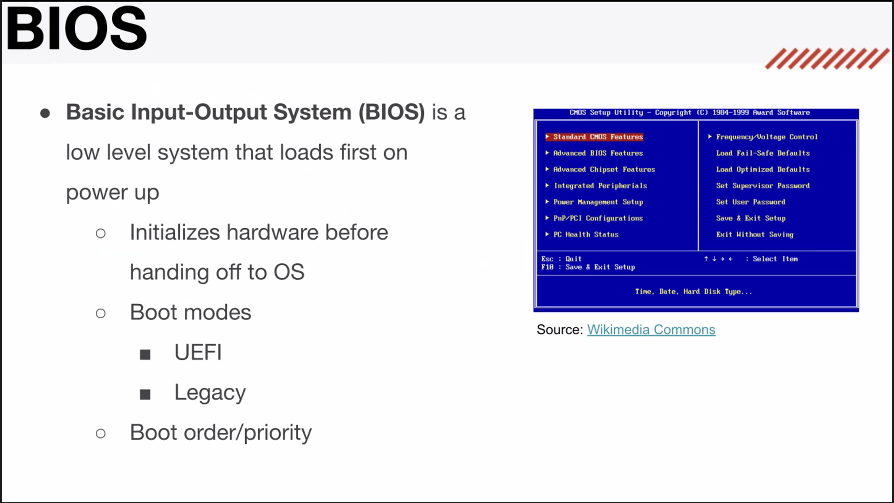 BIOS
● Basic Input-Output System (BIOS) is a
low level system that loads first on
power up
○ Initializes hardware before
handing off to OS
○ Boot modes
■ UEFI
■ Legacy
○ Boot order/priority
CMOS Setup Utility – Copyright (C) 1984-1999 Award Software
Standard CMOS Features
Advanced BIOS Features
Advanced Chipset Features
Integrated Peripherials
Power Management Setup
PnP/PCI Configurations
PC Health Status
Frequency/Voltage Control
Load Fail-Safe Defaults
Load Optimized Defaults
Set Supervisor Password
Set User Password
Save & Exit Setup
Exit Without Saving
Esc : Quit
F10 : Save & Exit Setup
↑ ↓ → ← : Select Item
Time, Date, Hard Disk Type...
Source: Wikimedia Commons